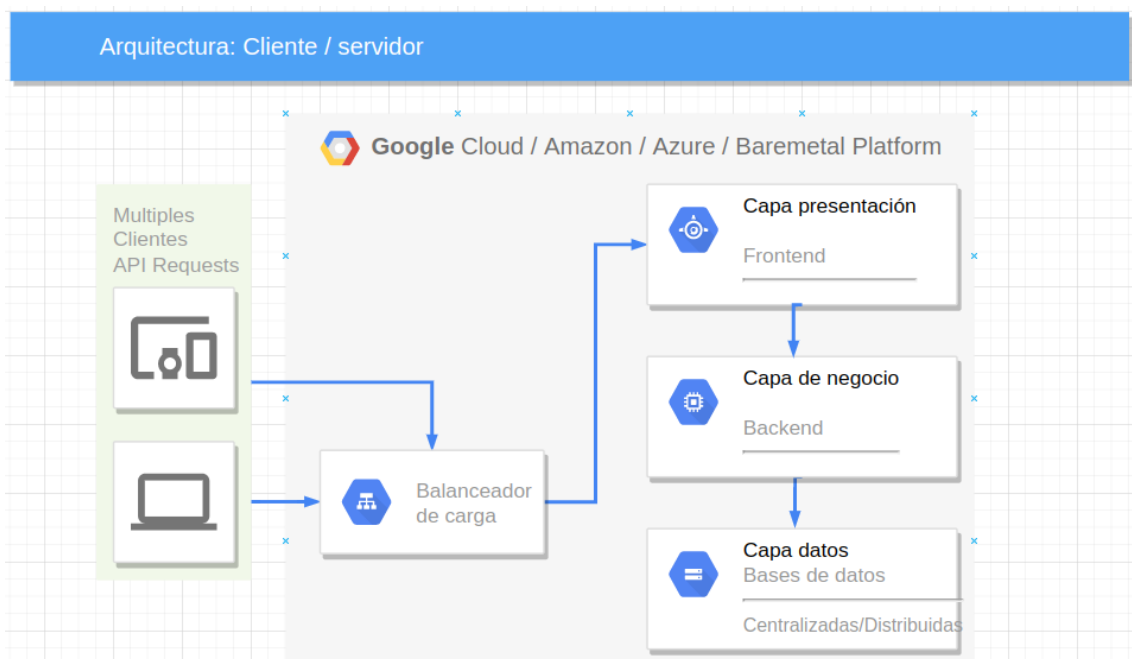 Arquitectura: Cliente / servidor
Google Cloud / Amazon / Azure / Baremetal Platform
Multiples
Clientes
API Requests
Balanceador
de carga
Capa presentación
Frontend
Capa de negocio
Backend
Capa datos
Bases de datos
Centralizadas/Distribuidas